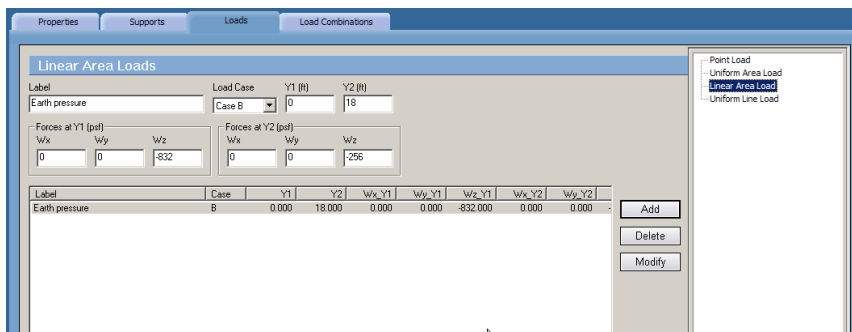 Properties Supports Loads Load Combinations
Linear Area Loads
Label Load Case Y1 (ft) Y2 (ft)
Earth pressure Case B 0 18
Forces at Y1 (psf) Forces at Y2 (psf)
Wx Wy Wz Wx Wy Wz
0 0 -832 0 0 -256
Label Case Y1 Y2 Wx_Y1 Wy_Y1 Wz_Y1 Wx_Y2 Wy_Y2
Earth pressure B 0.000 18.000 0.000 0.000 -832.000 0.000 0.000 -
Add
Delete
Modify
Point Load
Uniform Area Load
Linear Area Load
Uniform Line Load